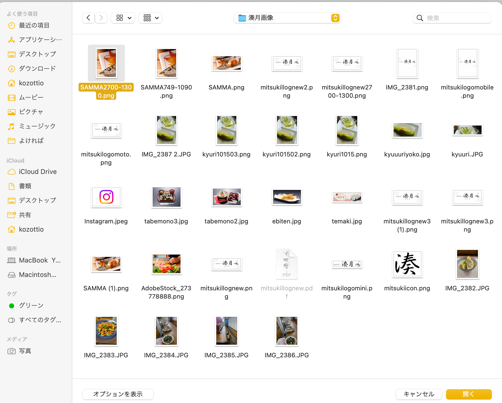 よく使う項目
最近の項目
アプリケーシ…
デスクトップ
ダウンロード
kozottio
ムービー
ピクチャ
ミュージック
よければ
iCloud
iCloud Drive
書類
デスクトップ
共有
kozottio
場所
MacBook Y…
Macintosh…
タグ
グリーン
すべてのタグ…
メディア
写真
湊月画像
検索
SAMMA2700-1300.png
SAMMA749-1090.png
SAMMA.png
mitsukilognew2.png
mitsukilognew2700-1300.png
IMG_2381.png
mitsukilogomobile.png
mitsukilogomoto.png
IMG_2387 2.JPG
kyuri101503.png
kyuri101502.png
kyuri1015.png
kyuuuriyoko.jpg
kyuuri.JPG
Instagram.jpeg
tabemono3.jpg
tabemono2.jpg
ebiten.jpg
temaki.jpg
mitsukillognew3 (1).png
mitsukilognew3.png
SAMMA (1).png
AdobeStock_273778888.png
mitsukilognew.png
mitsukilognew.pdf
mitsukilogomini.png
湊
mitsukiicon.png
IMG_2382.JPG
IMG_2383.JPG
IMG_2384.JPG
IMG_2385.JPG
IMG_2386.JPG
オプションを表示
キャンセル
開く